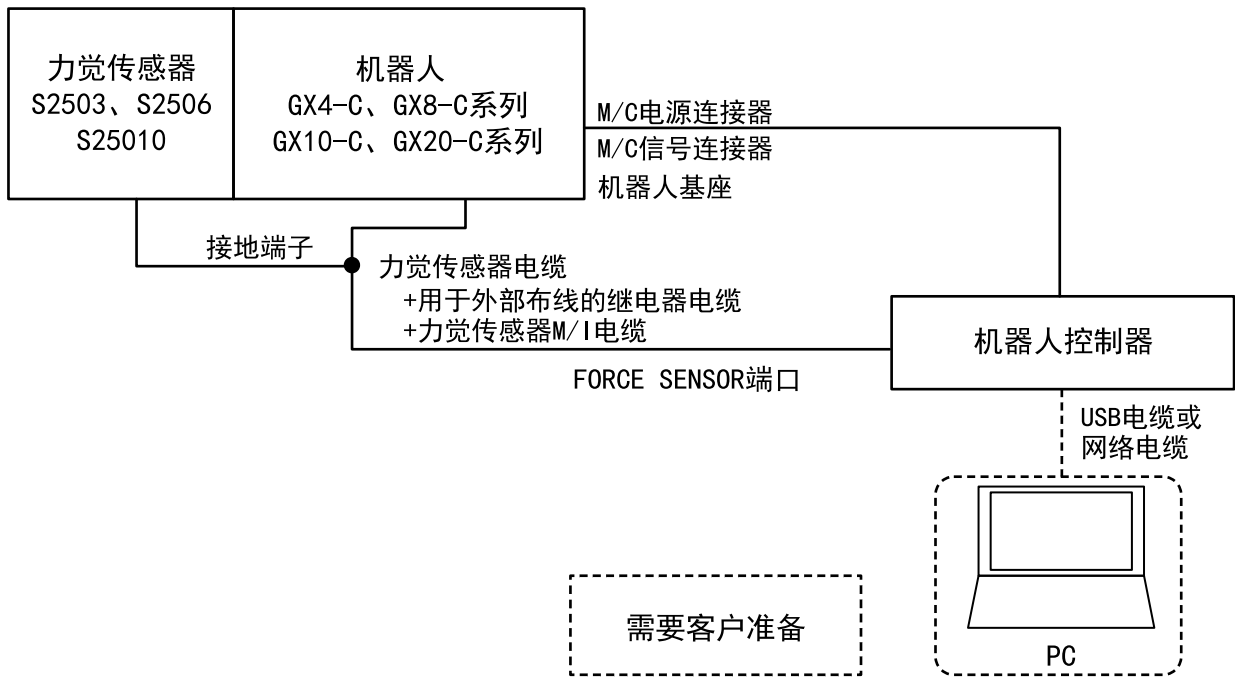 力觉传感器
S2503、S2506
S25010
机器人
GX4-C、GX8-C系列
GX10-C、GX20-C系列
M/C电源连接器
M/C信号连接器
机器人基座
接地端子
力觉传感器电缆
+用于外部布线的继电器电缆
+力觉传感器M/I电缆
FORCE SENSOR端口
机器人控制器
USB电缆或
网络电缆
需要客户准备
PC